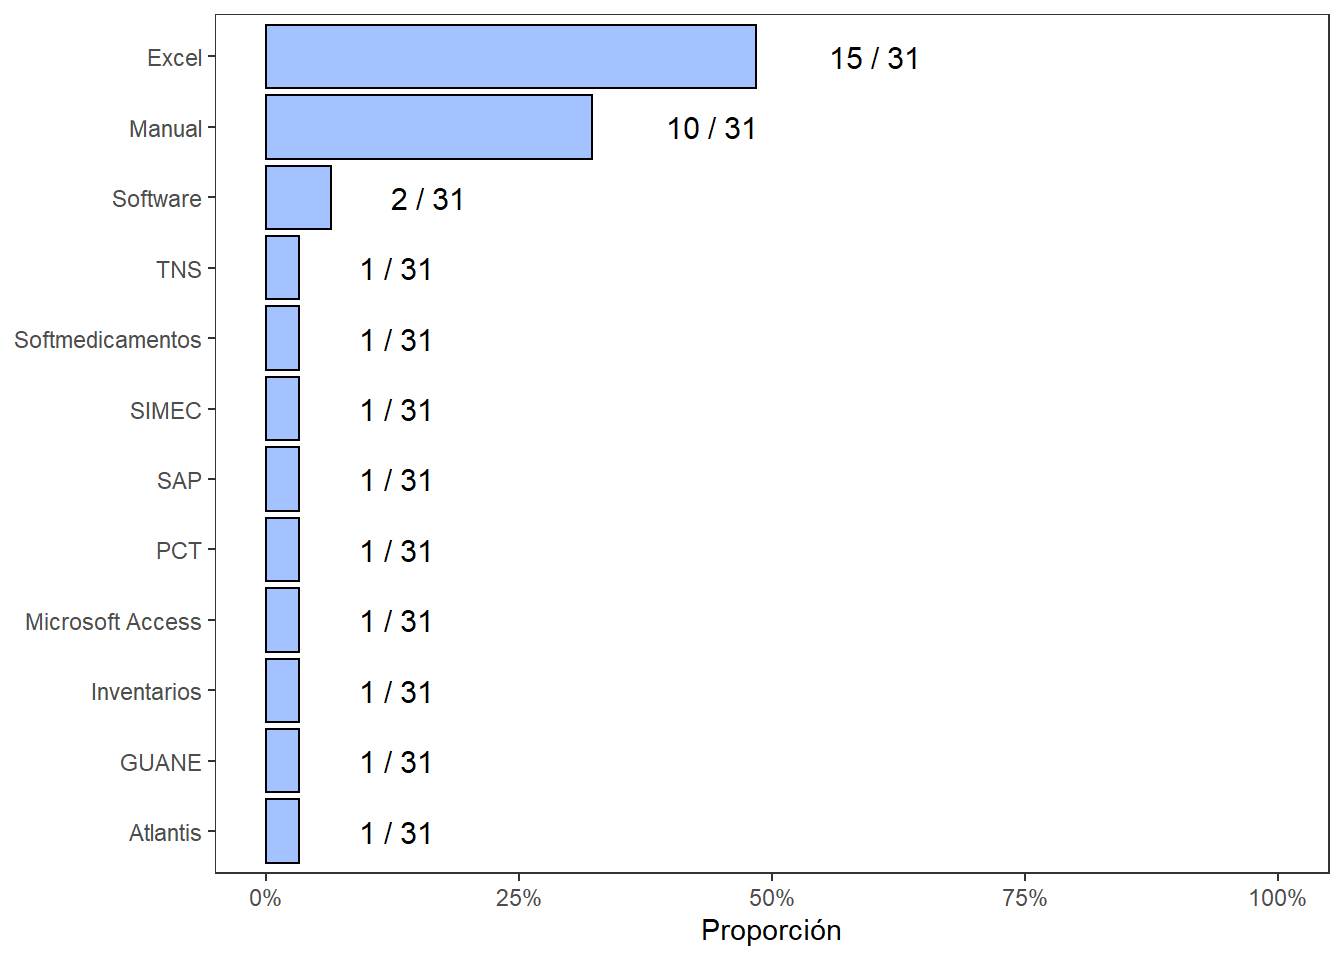 Excel 15 / 31
Manual 10 / 31
Software 2 / 31
TNS 1 / 31
Softmedicamentos 1 / 31
SIMEC 1 / 31
SAP 1 / 31
PCT 1 / 31
Microsoft Access 1 / 31
Inventarios 1 / 31
GUANE 1 / 31
Atlantis 1 / 31
0% 25% 50% 75% 100%
Proporción